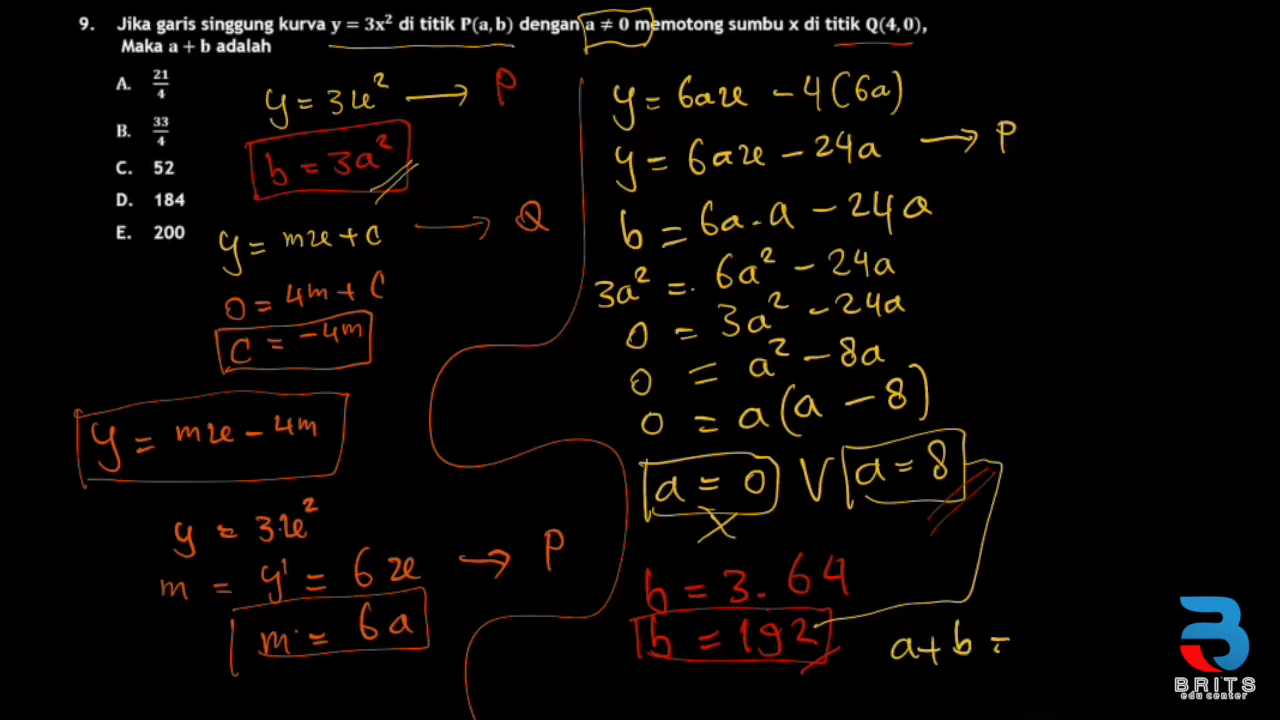 9. Jika garis singgung kurva y = 3x² di titik P(a, b) dengan a ≠ 0 memotong sumbu x di titik Q(4, 0),
Maka a + b adalah
A. 21/4
B. 33/4
C. 52
D. 184
E. 200
y = 3x² → P
b = 3a²
y = mx + c → Q
0 = 4m + c
c = -4m
y = mx - 4m
y = 3x²
m = y' = 6x → P
m = 6a
y = 6ax - 4(6a)
y = 6ax - 24a → P
b = 6a.a - 24a
3a² = 6a² - 24a
0 = 3a² - 24a
0 = a² - 8a
0 = a(a - 8)
a = 0 V a = 8
X
b = 3.64
b = 192
a + b =
BRITS
edu center